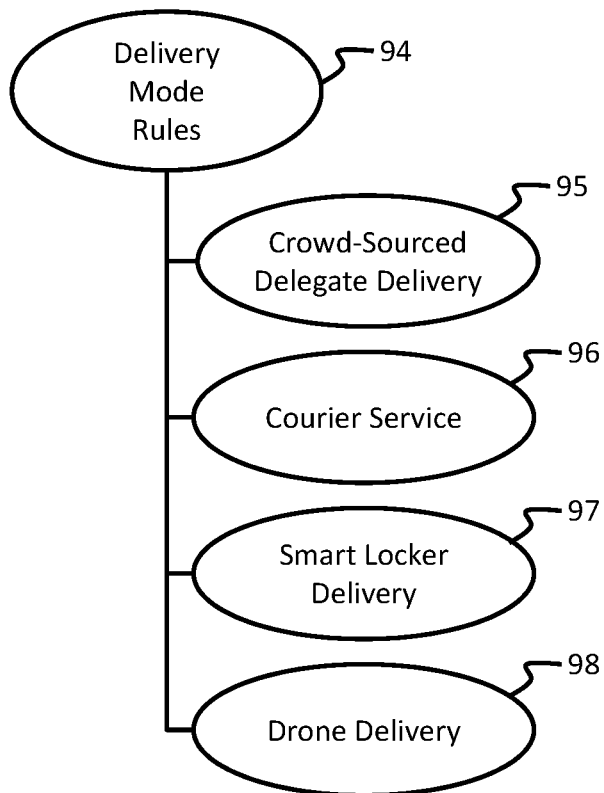 Delivery
Mode
Rules
94
95
Crowd-Sourced
Delegate Delivery
96
Courier Service
97
Smart Locker
Delivery
98
Drone Delivery